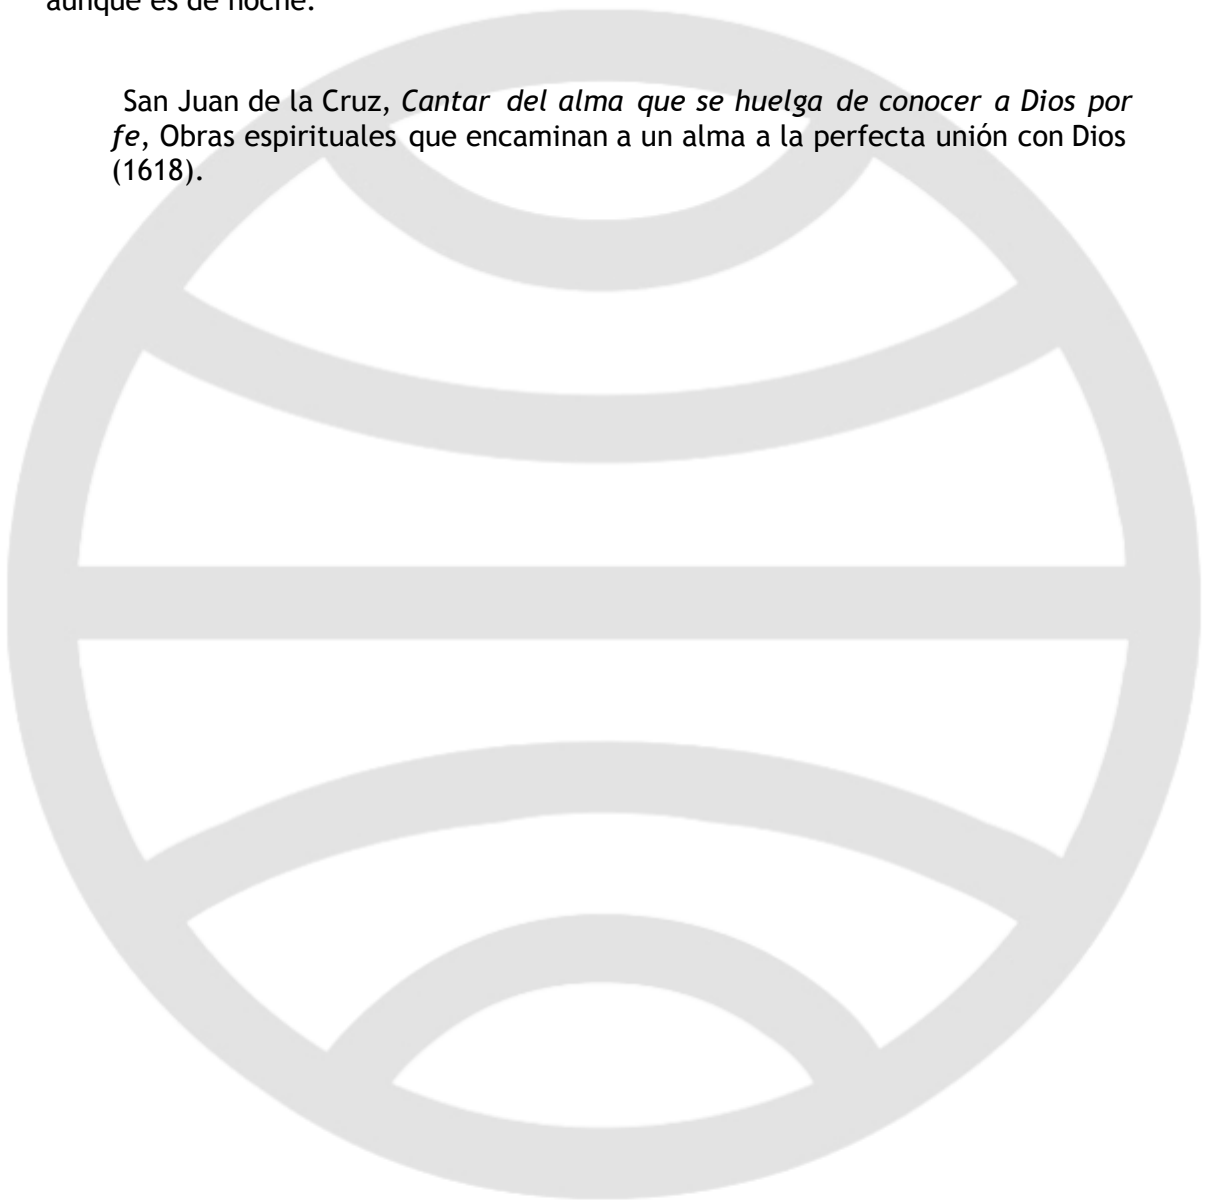 aunque es de noche.
San Juan de la Cruz, Cantar del alma que se huelga de conocer a Dios por
fe, Obras espirituales que encaminan a un alma a la perfecta unión con Dios
(1618).